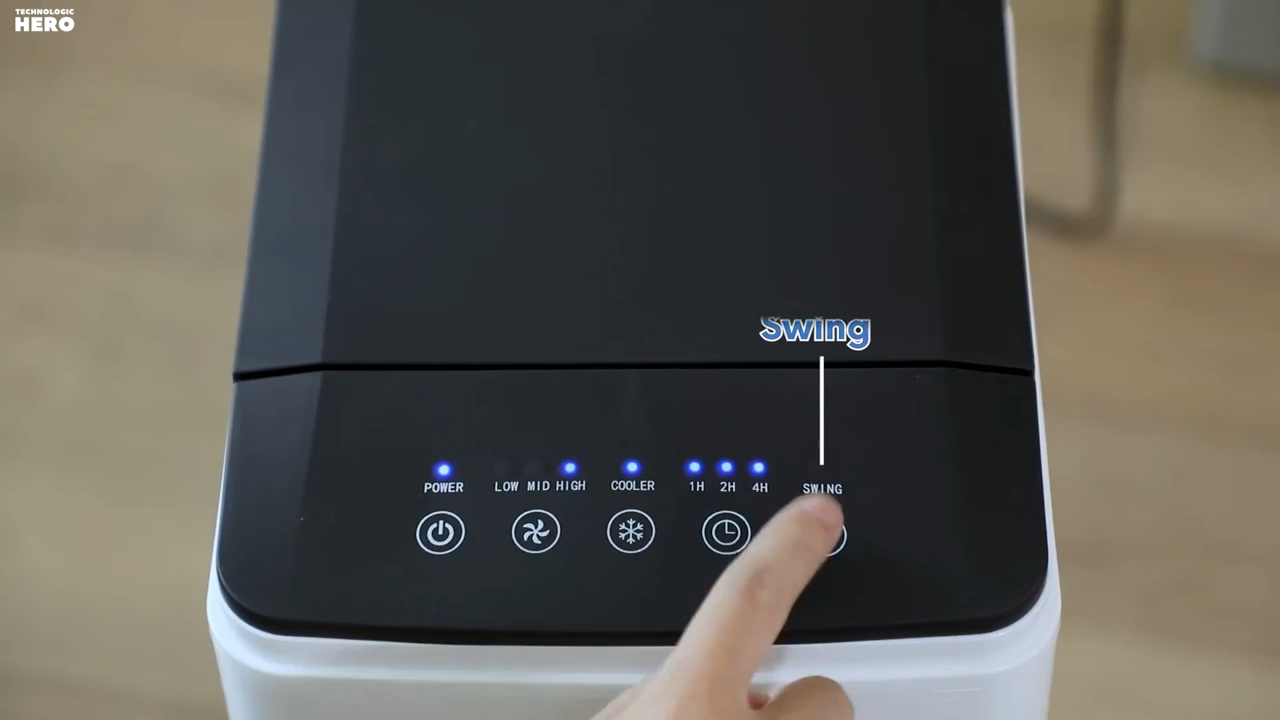 TECHNOLOGIC
HERO
Swing
POWER LOW MID HIGH COOLER 1H 2H 4H SWING